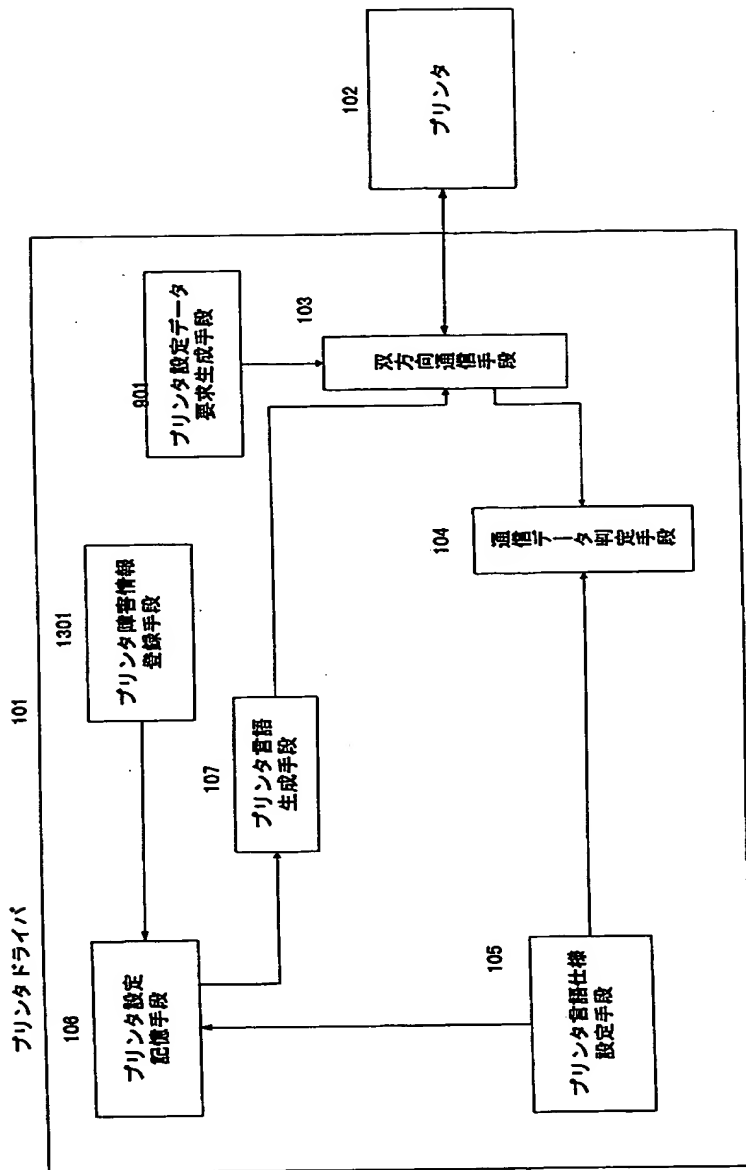 プリンタドライバ
101
106
プリンタ設定
記憶手段
1301
プリンタ障害情報
登録手段
901
プリンタ設定データ
要求生成手段
107
プリンタ言語
生成手段
103
双方向通信手段
102
プリンタ
105
プリンタ言語仕様
設定手段
104
通信データ判定手段